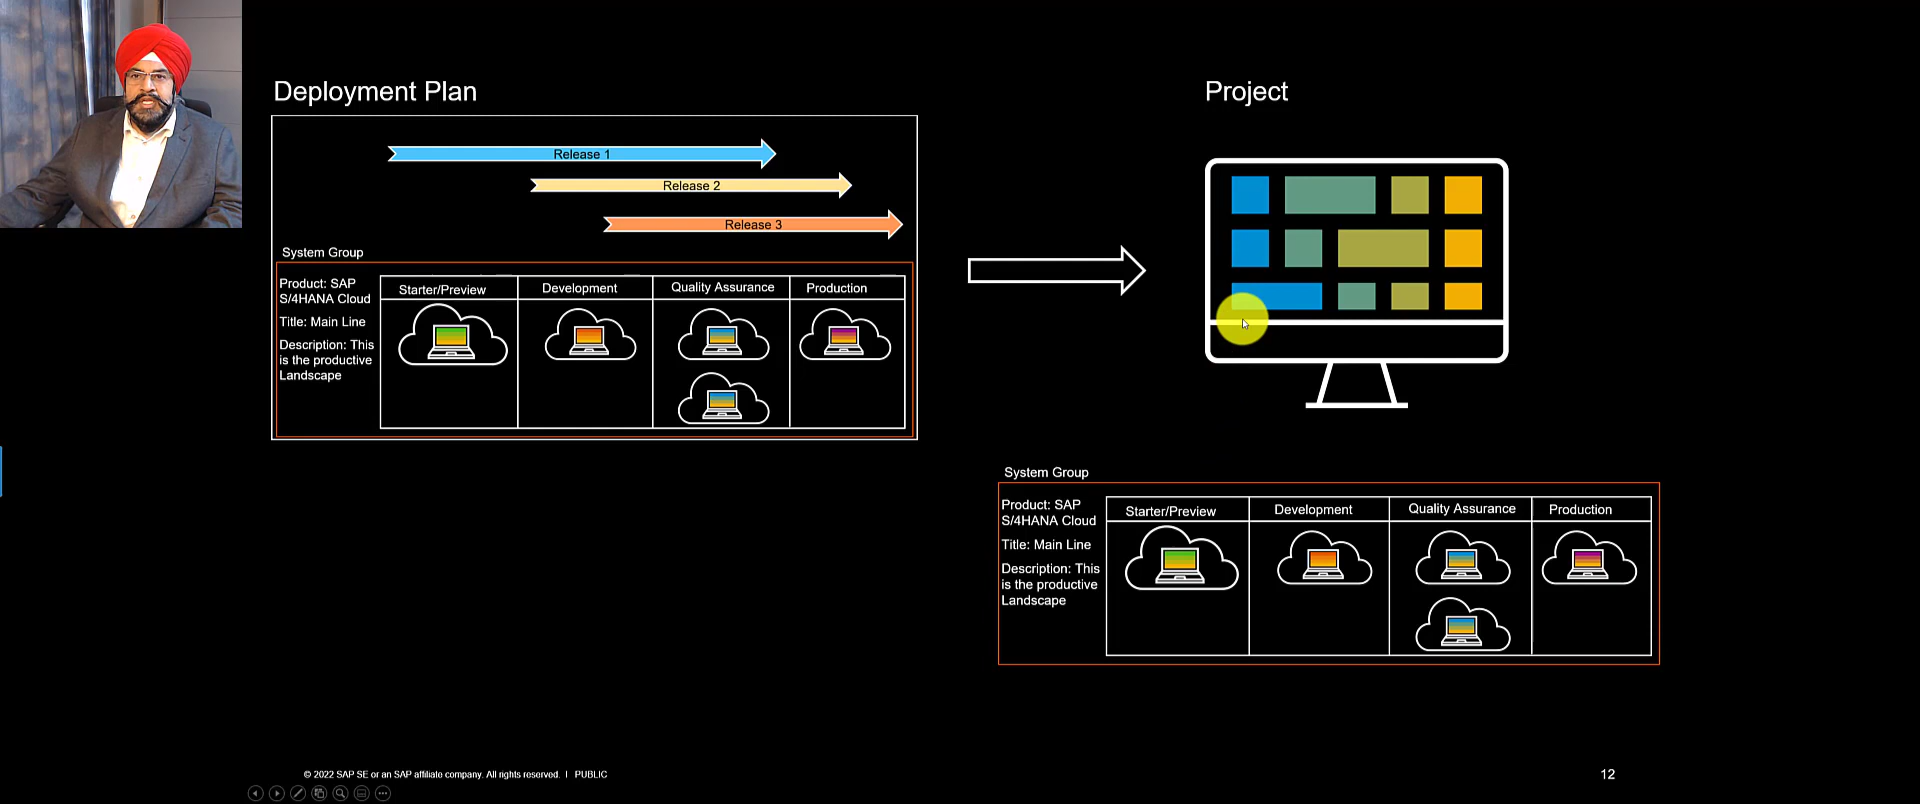 Deployment Plan
Project
Release 1
Release 2
Release 3
System Group
Product: SAP
S/4HANA Cloud
Title: Main Line
Description: This
is the productive
Landscape
Starter/Preview
Development
Quality Assurance
Production
System Group
Product: SAP
S/4HANA Cloud
Title: Main Line
Description: This
is the productive
Landscape
Starter/Preview
Development
Quality Assurance
Production
© 2022 SAP SE or an SAP affiliate company. All rights reserved. | PUBLIC
12